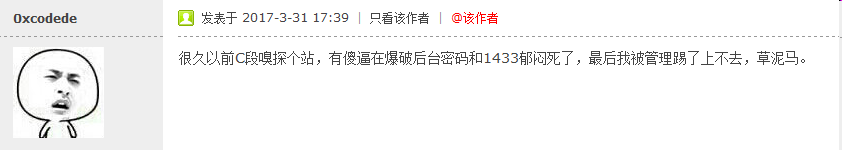 0xcodede
发表于 2017-3-31 17:39 | 只看该作者 | @该作者
很久以前C段嗅探个站，有傻逼在爆破后台密码和1433郁闷死了，最后我被管理踢了上不去，草泥马。